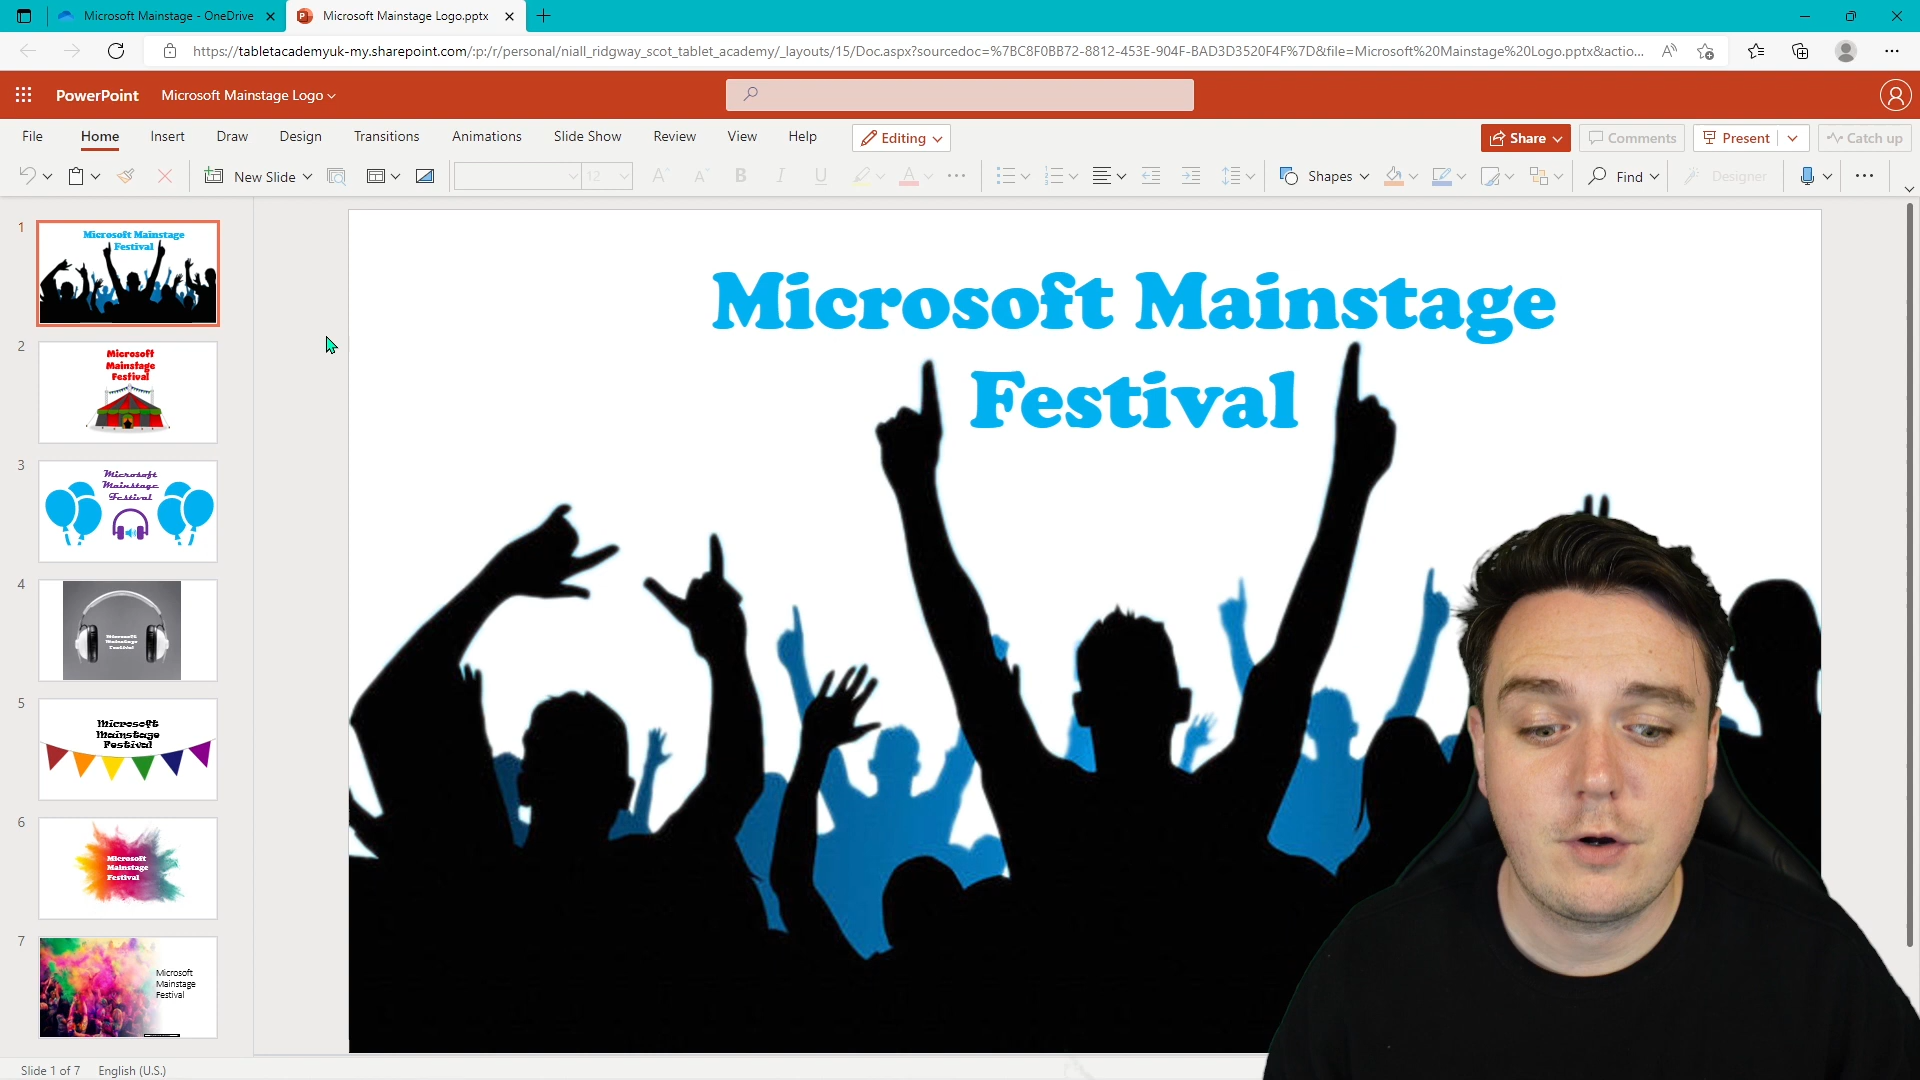 Microsoft Mainstage - OneDrive
Microsoft Mainstage Logo.pptx
https://tabletacademyuk-my.sharepoint.com/:p:/r/personal/niall_ridgway_scot_tablet_academy/_layouts/15/Doc.aspx?sourcedoc=%7BC8F0BB72-8812-453E-904F-BAD3D3520F4F%7D&file=Microsoft%20Mainstage%20Logo.pptx&actio...
PowerPoint Microsoft Mainstage Logo
File Home Insert Draw Design Transitions Animations Slide Show Review View Help Editing Share Comments Present Catch up
New Slide 12 B I U A Shapes Find Designer
1
Microsoft Mainstage
Festival
2
Microsoft
Mainstage
Festival
3
Microsoft
Mainstage
Festival
4
Microsoft
Mainstage
Festival
5
Microsoft
Mainstage
Festival
6
Microsoft
Mainstage
Festival
7
Microsoft
Mainstage
Festival
Microsoft Mainstage
Festival
Slide 1 of 7 English (U.S.)